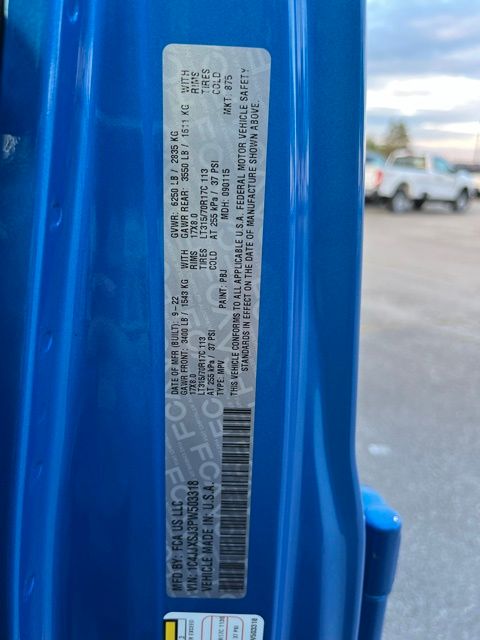 MFD BY: FCA US LLC
VIN: 1C4JJXSJ3PW503318
VEHICLE MADE IN: U.S.A.
DATE OF MFR (BUILT): 9-22 GVWR: 6250 LB / 2835 KG
GAWR FRONT: 3400 LB / 1543 KG WITH GAWR REAR: 3550 LB / 1611 KG WITH
17X8.0 RIMS 17X8.0 RIMS
LT315/70R17C 113 TIRES LT315/70R17C 113 TIRES
AT 255 kPa / 37 PSI COLD AT 255 kPa / 37 PSI COLD
TYPE: MPV PAINT: PBJ MDH: 090115 MKT: 875
THIS VEHICLE CONFORMS TO ALL APPLICABLE U.S.A. FEDERAL MOTOR VEHICLE SAFETY
STANDARDS IN EFFECT ON THE DATE OF MANUFACTURE SHOWN ABOVE.